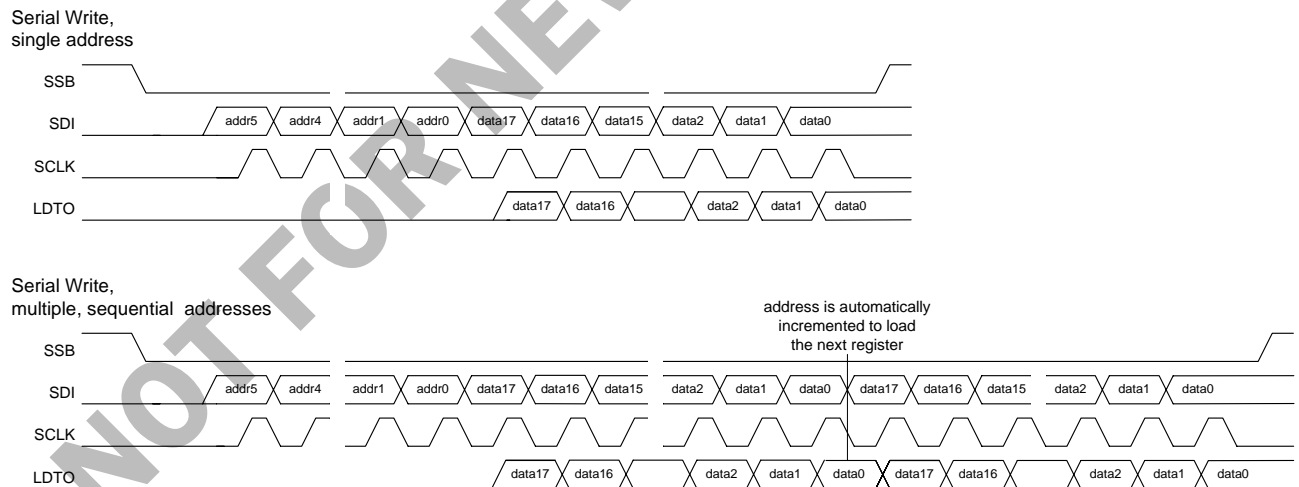 Serial Write,
single address
SSB
SDI addr5 addr4 addr1 addr0 data17 data16 data15 data2 data1 data0
SCLK
LDTO data17 data16 data2 data1 data0
Serial Write,
multiple, sequential addresses
address is automatically
incremented to load
the next register
SSB
SDI addr5 addr4 addr1 addr0 data17 data16 data15 data2 data1 data0 data17 data16 data15 data2 data1 data0
SCLK
LDTO data17 data16 data2 data1 data0 data17 data16 data2 data1 data0
NOT FOR NEW